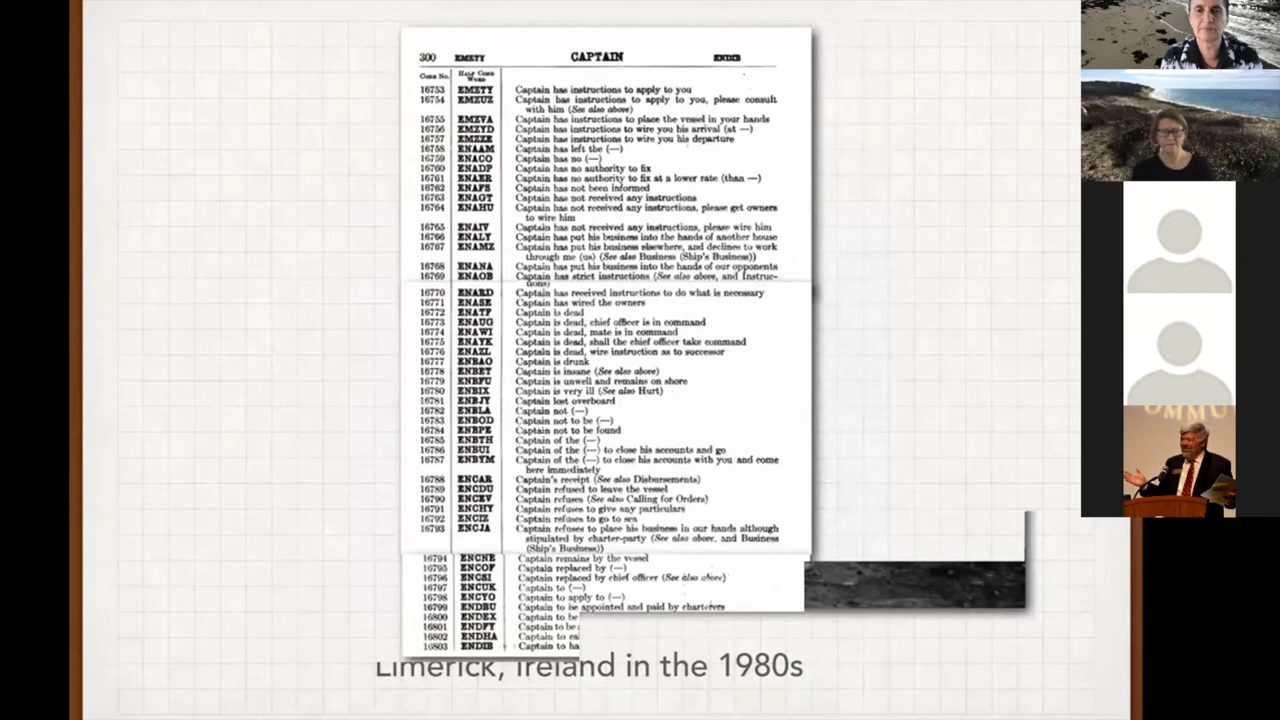 300 EMZTY CAPTAIN ENDIB
Code No. Half Code Word
16753 EMZTY Captain has instructions to apply to you
16754 EMZUZ Captain has instructions to apply to you, please consult
with him (See also above)
16755 EMZVA Captain has instructions to place the vessel in your hands
16756 EMZYD Captain has instructions to wire you his arrival (at —)
16757 EMZZE Captain has instructions to wire you his departure
16758 ENAAM Captain has left the (—)
16759 ENACO Captain has no (—)
16760 ENADP Captain has no authority to fix
16761 ENAER Captain has no authority to fix at a lower rate (than —)
16762 ENAFS Captain has not been informed
16763 ENAGT Captain has not received any instructions
16764 ENAHU Captain has not received any instructions, please get owners
to wire him
16765 ENAIV Captain has not received any instructions, please wire him
16766 ENALY Captain has put his business into the hands of another house
16767 ENAMZ Captain has put his business elsewhere, and declines to work
through me (us) (See also Business (Ship's Business))
16768 ENANA Captain has put his business into the hands of our opponents
16769 ENAOB Captain has strict instructions (See also above, and Instruc-
tions)
16770 ENARD Captain has received instructions to do what is necessary
16771 ENASE Captain has wired the owners
16772 ENATF Captain is dead
16773 ENAUG Captain is dead, chief officer is in command
16774 ENAWI Captain is dead, mate is in command
16775 ENAYK Captain is dead, shall the chief officer take command
16776 ENAZL Captain is dead, wire instruction as to successor
16777 ENBAO Captain is drunk
16778 ENBET Captain is insane (See also above)
16779 ENBFU Captain is unwell and remains on shore
16780 ENBIX Captain is very ill (See also Hurt)
16781 ENBJY Captain lost overboard
16782 ENBLA Captain not (—)
16783 ENBOD Captain not to be (—)
16784 ENBPE Captain not to be found
16785 ENBTH Captain of the (—)
16786 ENBUI Captain of the (—) to close his accounts and go
16787 ENBYM Captain of the (—) to close his accounts with you and come
here immediately
16788 ENCAR Captain's receipt (See also Disbursements)
16789 ENCDU Captain refused to leave the vessel
16790 ENCEV Captain refuses (See also Calling for Orders)
16791 ENCHY Captain refuses to give any particulars
16792 ENCIZ Captain refuses to go to sea
16793 ENCJA Captain refuses to place his business in our hands although
stipulated by charter-party (See also above, and Business
(Ship's Business))
16794 ENCNE Captain remains by the vessel
16795 ENCOF Captain replaced by (—)
16796 ENCSI Captain replaced by chief officer (See also above)
16797 ENCUK Captain to (—)
16798 ENCYO Captain to apply to (—)
16799 ENDBU Captain to be appointed and paid by charterers
16800 ENDEX Captain to be
16801 ENDFY Captain to be
16802 ENDHA Captain to
16803 ENDIB Captain to ha
Limerick, Ireland in the 1980s
OMMU